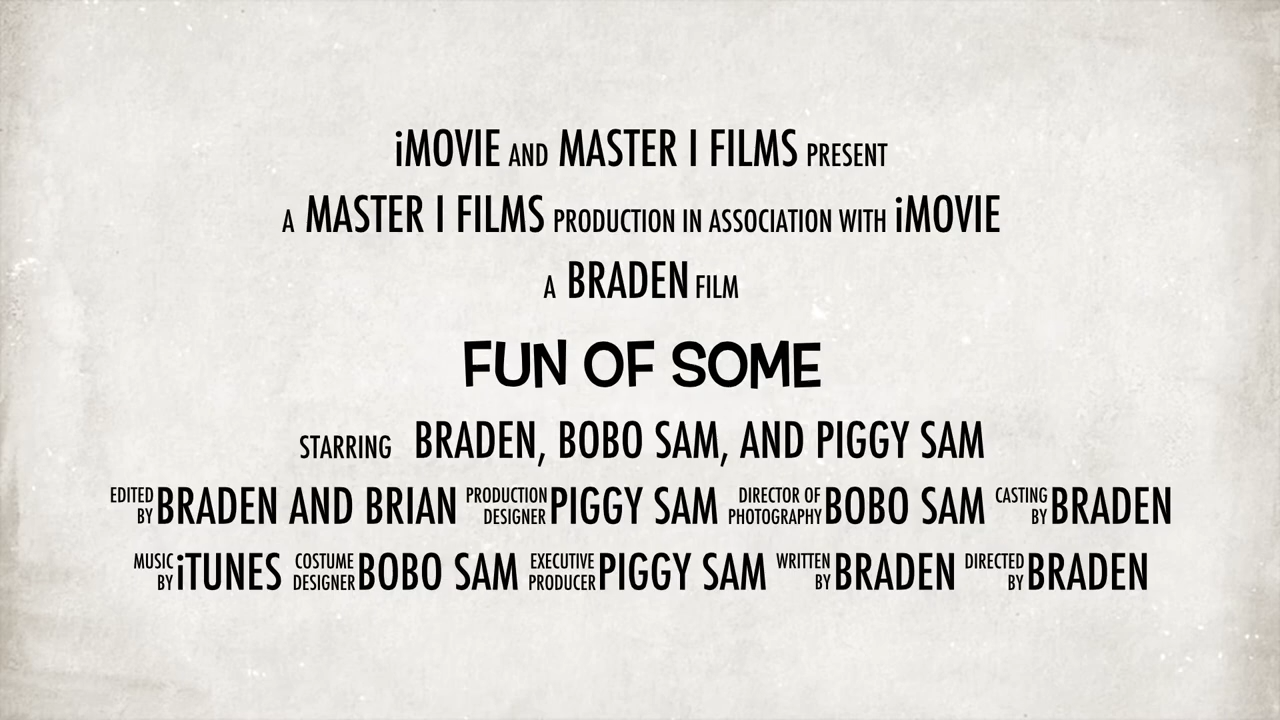 iMOVIE AND MASTER I FILMS PRESENT
A MASTER I FILMS PRODUCTION IN ASSOCIATION WITH iMOVIE
A BRADEN FILM
FUN OF SOME
STARRING BRADEN, BOBO SAM, AND PIGGY SAM
EDITED BY BRADEN AND BRIAN PRODUCTION DESIGNER PIGGY SAM DIRECTOR OF PHOTOGRAPHY BOBO SAM CASTING BY BRADEN
MUSIC BY iTUNES COSTUME DESIGNER BOBO SAM EXECUTIVE PRODUCER PIGGY SAM WRITTEN BY BRADEN DIRECTED BY BRADEN